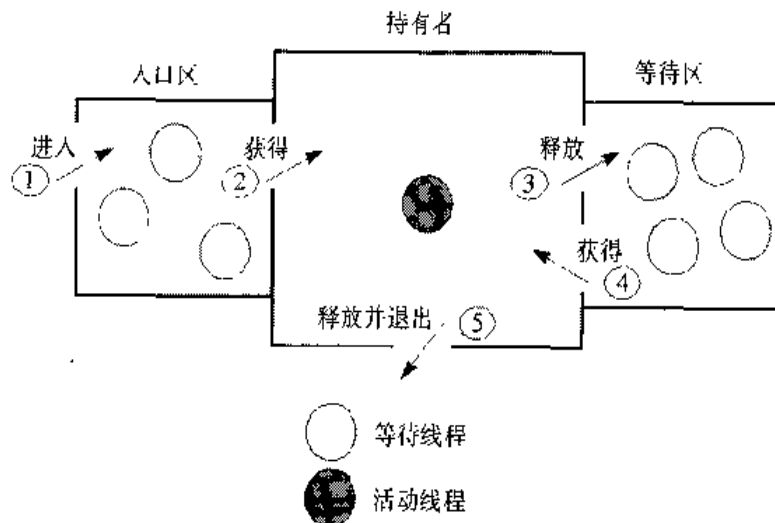 持有者
入口区
等待区
进入
①
获得
②
释放
③
获得
④
释放并退出
⑤
等待线程
活动线程